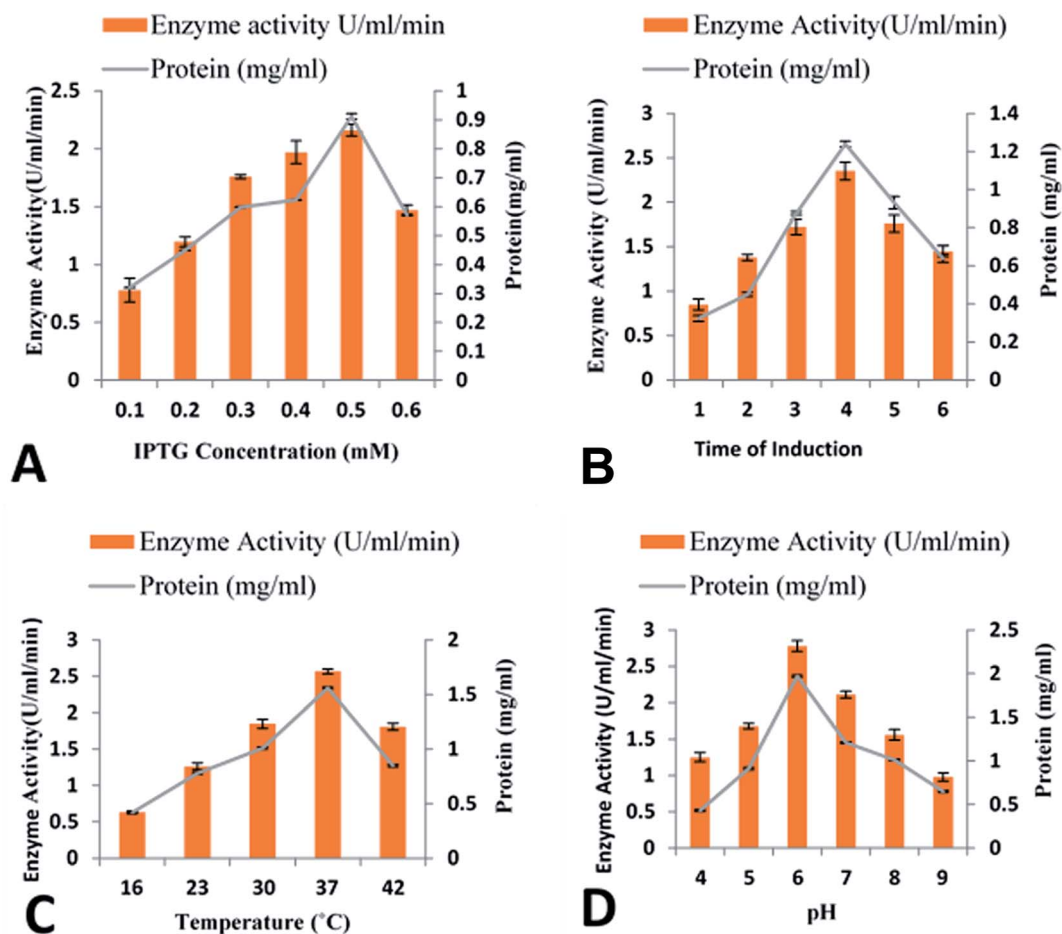 Enzyme activity U/ml/min
Protein (mg/ml)
Enzyme Activity(U/ml/min)
2.5
2
1.5
1
0.5
0
1
0.9
0.8
0.7
0.6
0.5
0.4
0.3
0.2
0.1
0
Protein(mg/ml)
0.1 0.2 0.3 0.4 0.5 0.6
IPTG Concentration (mM)
A
Enzyme Activity(U/ml/min)
Protein (mg/ml)
Enzyme Activity (U/ml/min)
3
2.5
2
1.5
1
0.5
0
1.4
1.2
1
0.8
0.6
0.4
0.2
0
Protein (mg/ml)
1 2 3 4 5 6
Time of Induction
B
Enzyme Activity (U/ml/min)
Protein (mg/ml)
Enzyme Activity(U/ml/min)
3
2.5
2
1.5
1
0.5
0
2
1.5
1
0.5
0
Protein (mg/ml)
16 23 30 37 42
Temperature (˚C)
C
Enzyme Activity (U/ml/min)
Protein (mg/ml)
Enzyme Activity (U/ml/min)
3
2.5
2
1.5
1
0.5
0
2.5
2
1.5
1
0.5
0
Protein (mg/ml)
4 5 6 7 8 9
pH
D